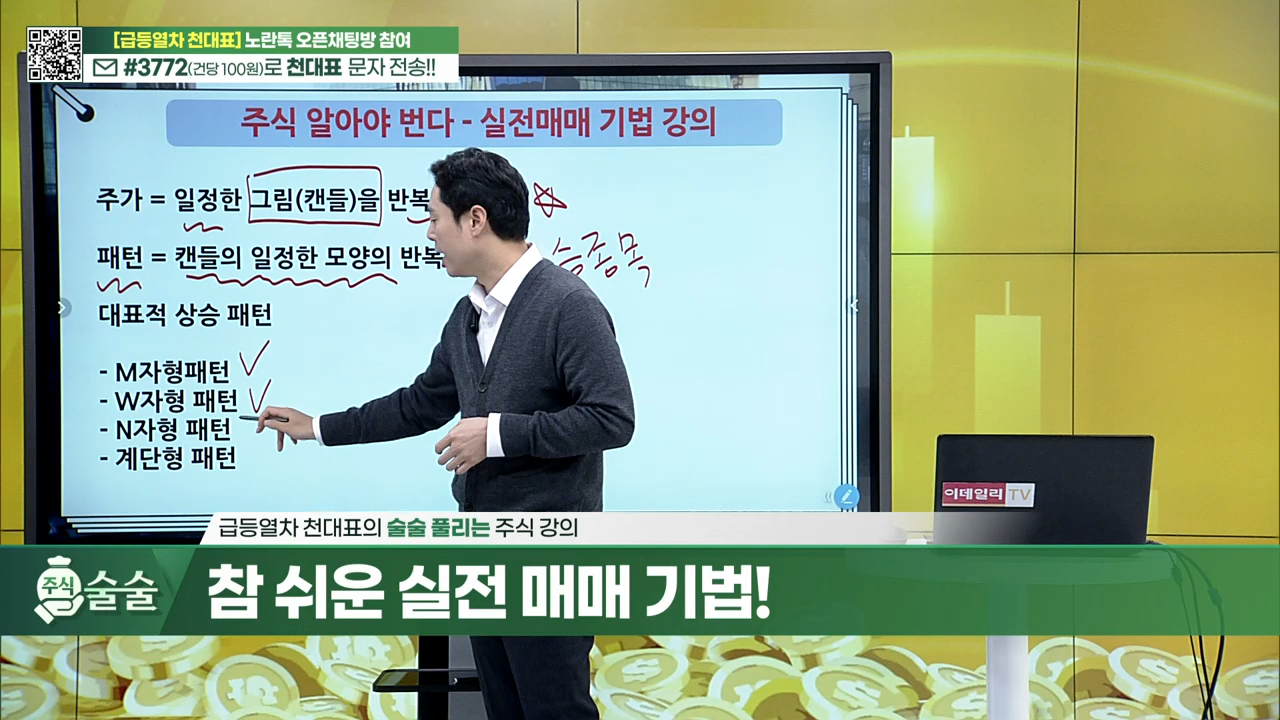 [급등열차 천대표] 노란톡 오픈채팅방 참여
#3772(건당 100원)로 천대표 문자 전송!!
주식 알아야 번다 - 실전매매 기법 강의
주가 = 일정한 그림(캔들)을 반복
패턴 = 캔들의 일정한 모양의 반복
승종목
대표적 상승 패턴
- M자형패턴
- W자형 패턴
- N자형 패턴
- 계단형 패턴
이데일리 TV
급등열차 천대표의 술술 풀리는 주식 강의
주식 술술
참 쉬운 실전 매매 기법!